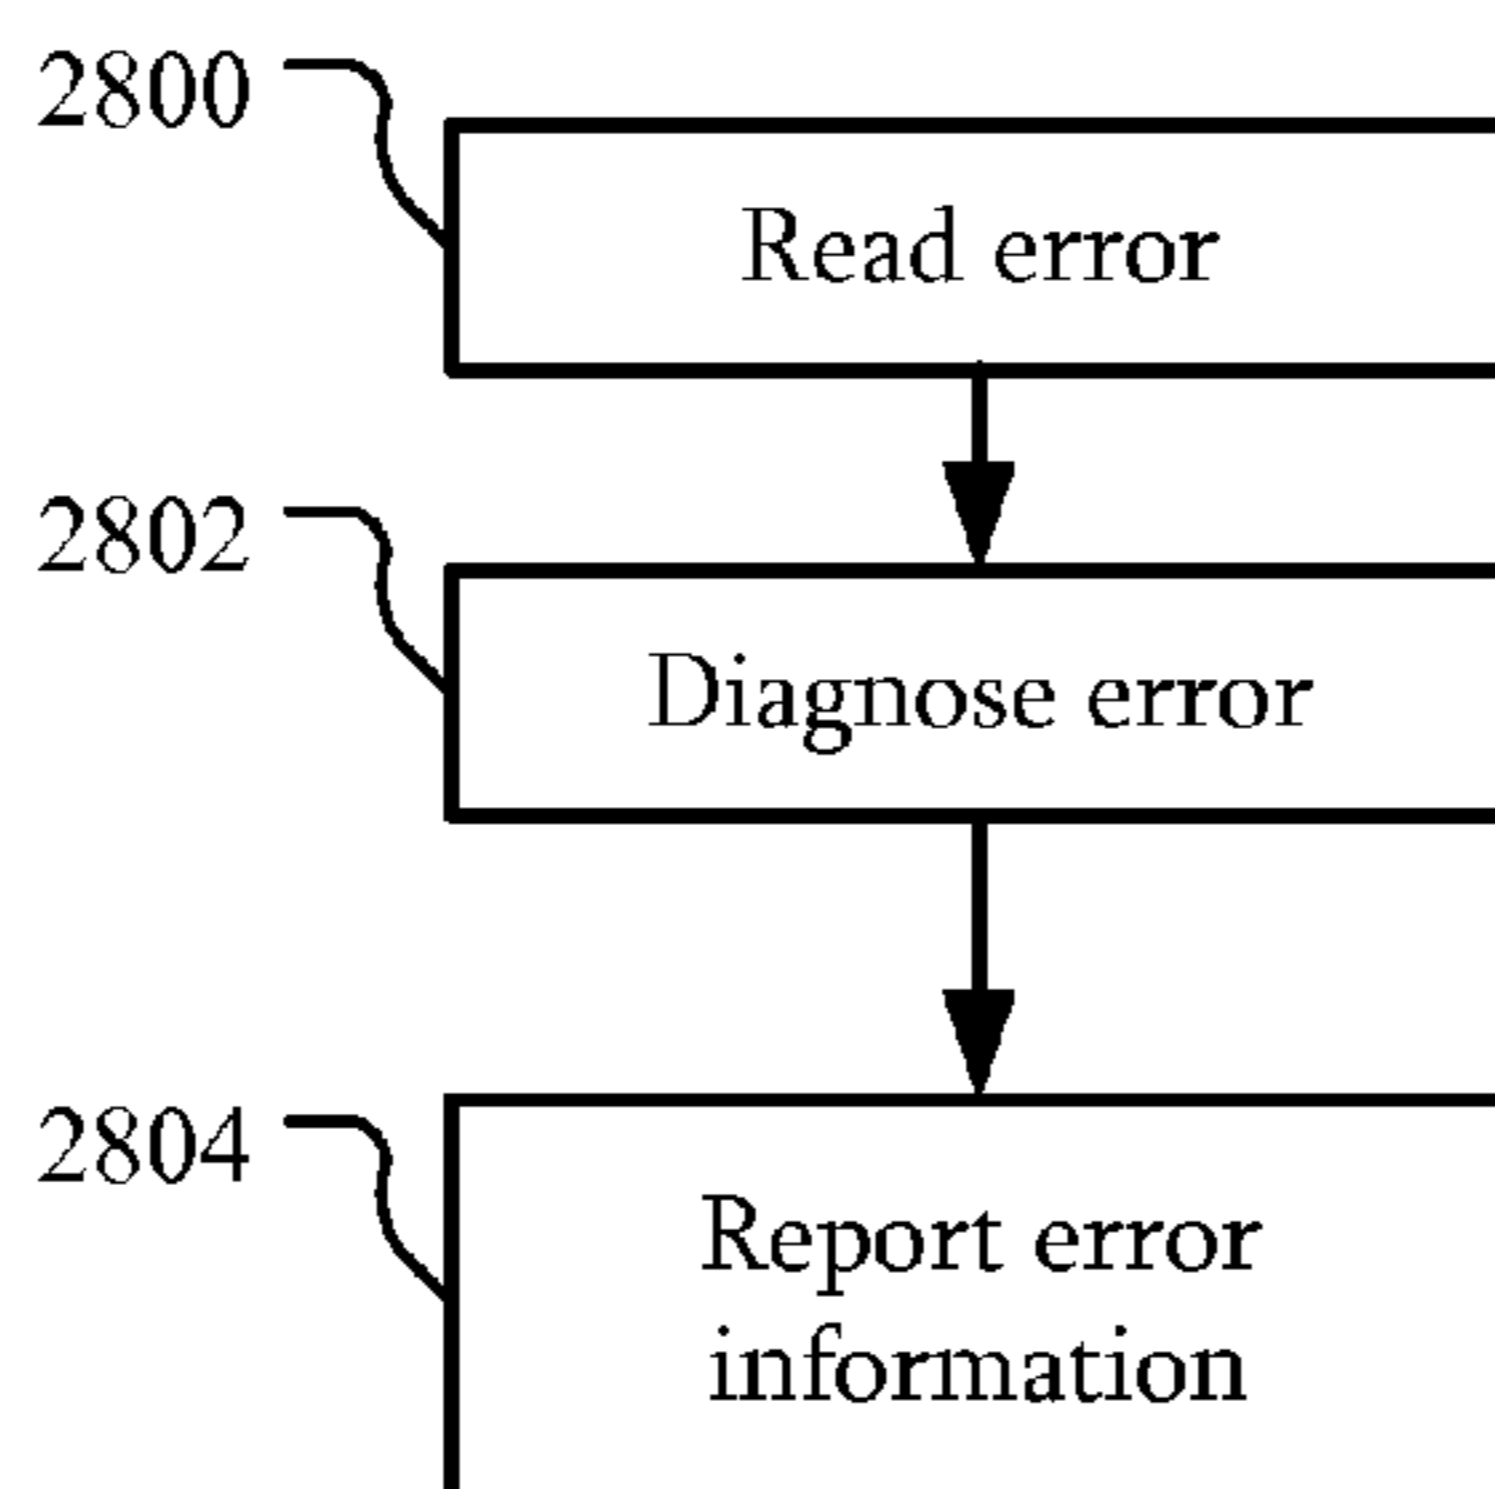 2800
Read error
2802
Diagnose error
2804
Report error
information